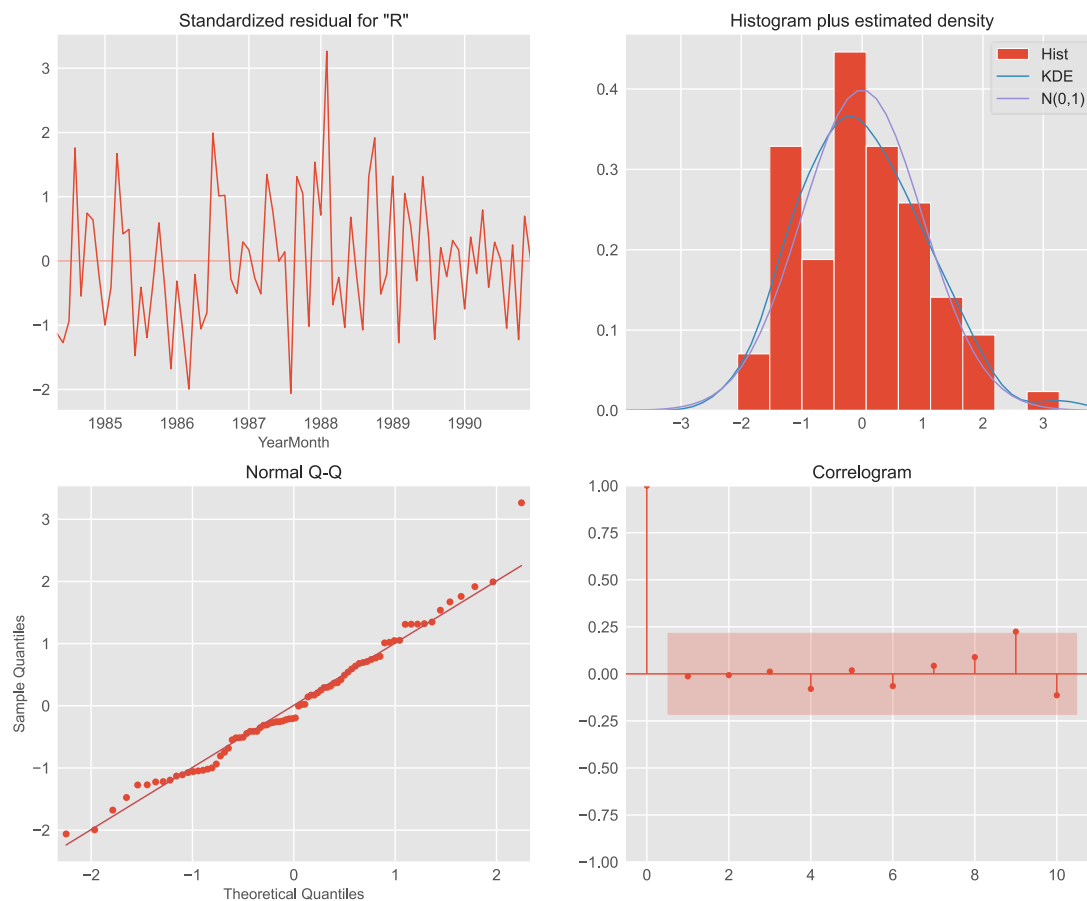 Standardized residual for "R"
3
2
1
0
−1
−2
1985 1986 1987 1988 1989 1990
YearMonth
Histogram plus estimated density
Hist
KDE
N(0,1)
0.4
0.3
0.2
0.1
0.0
−3 −2 −1 0 1 2 3
Normal Q-Q
Sample Quantiles
3
2
1
0
−1
−2
−2 −1 0 1 2
Theoretical Quantiles
Correlogram
1.00
0.75
0.50
0.25
0.00
−0.25
−0.50
−0.75
−1.00
0 2 4 6 8 10